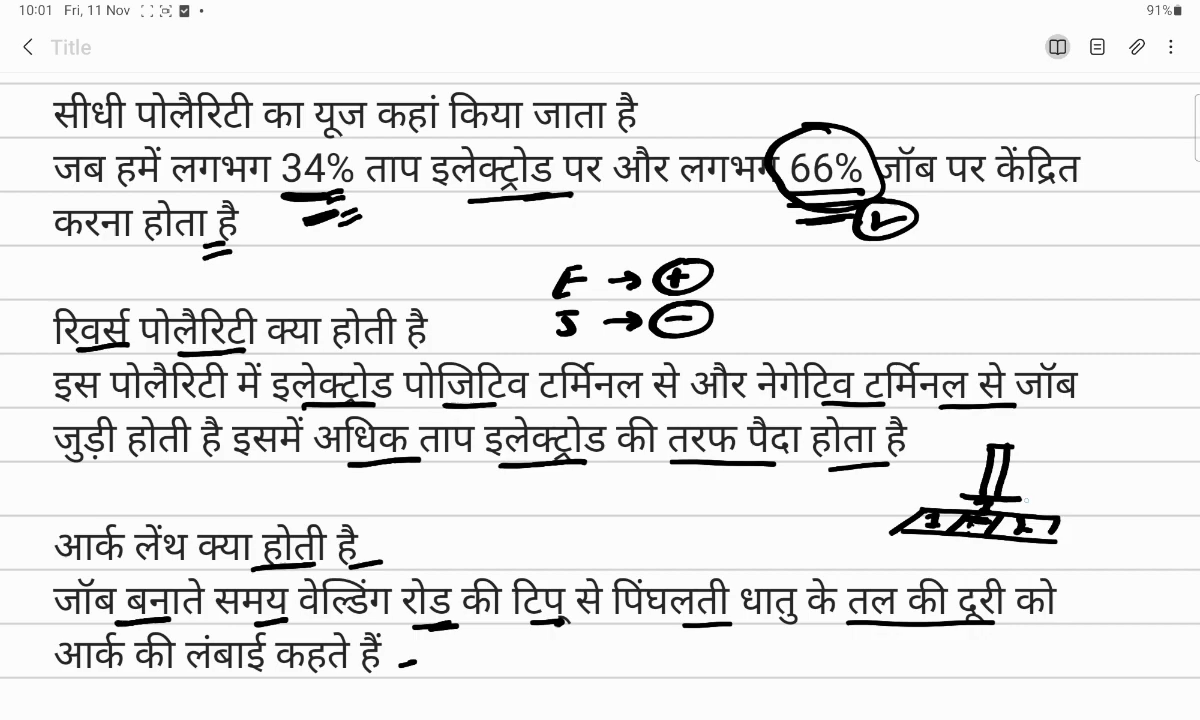 10:01 Fri, 11 Nov
91%
Title
सीधी पोलैरिटी का यूज कहां किया जाता है
जब हमें लगभग 34% ताप इलेक्ट्रोड पर और लगभग 66% जॉब पर केंद्रित
करना होता है
E → +
J → -
रिवर्स पोलैरिटी क्या होती है
इस पोलैरिटी में इलेक्ट्रोड पोजिटिव टर्मिनल से और नेगेटिव टर्मिनल से जॉब
जुड़ी होती है इसमें अधिक ताप इलेक्ट्रोड की तरफ पैदा होता है
1 2
आर्क लेंथ क्या होती है
जॉब बनाते समय वेल्डिंग रोड की टिप से पिंघलती धातु के तल की दूरी को
आर्क की लंबाई कहते हैं